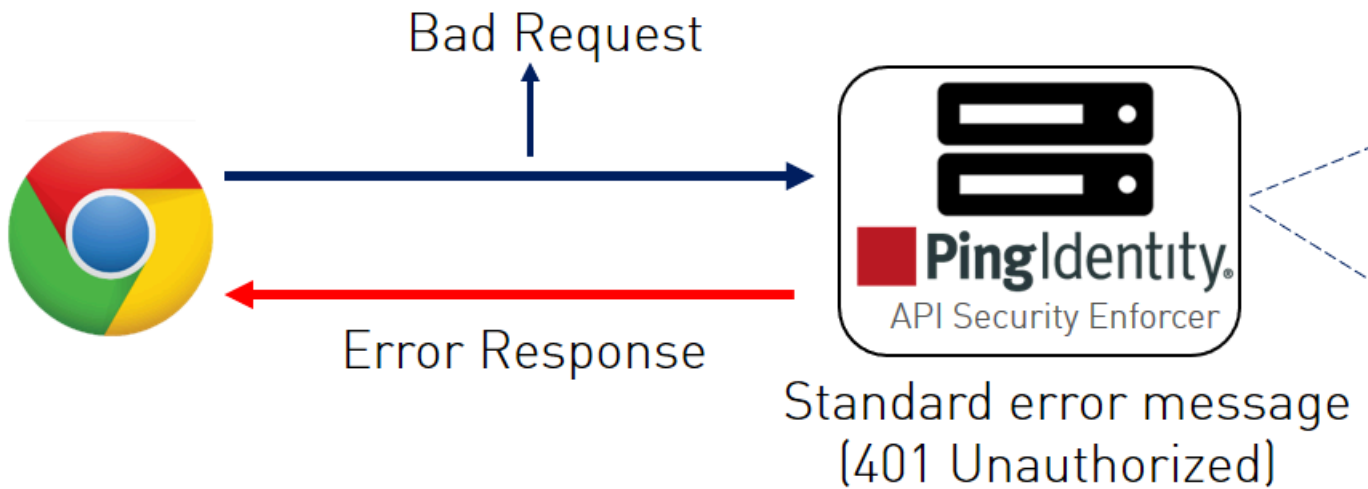 Bad Request
PingIdentity®
API Security Enforcer
Error Response
Standard error message
(401 Unauthorized)